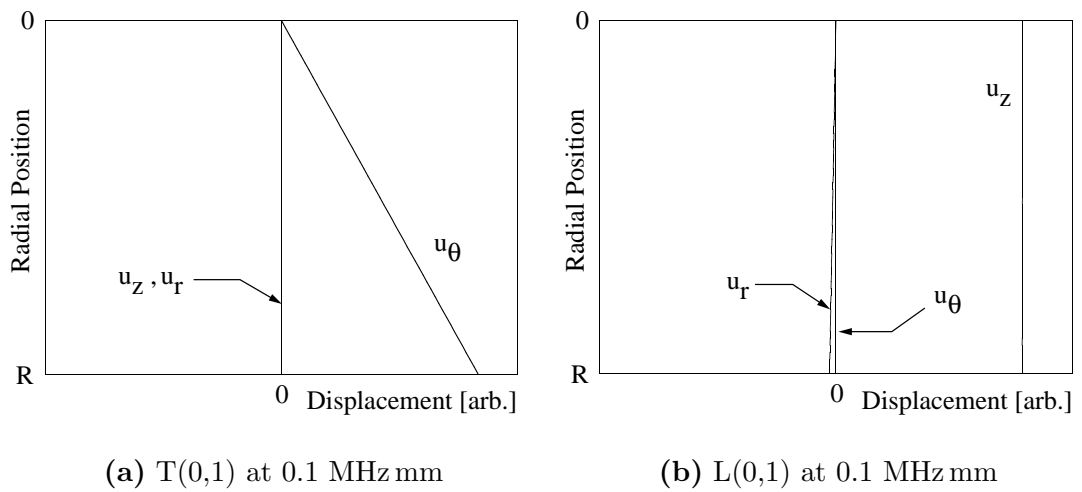 0
Radial Position
u_θ
u_z , u_r
R
0
Displacement [arb.]
(a) T(0,1) at 0.1 MHz mm
0
Radial Position
u_z
u_r
u_θ
R
0
Displacement [arb.]
(b) L(0,1) at 0.1 MHz mm